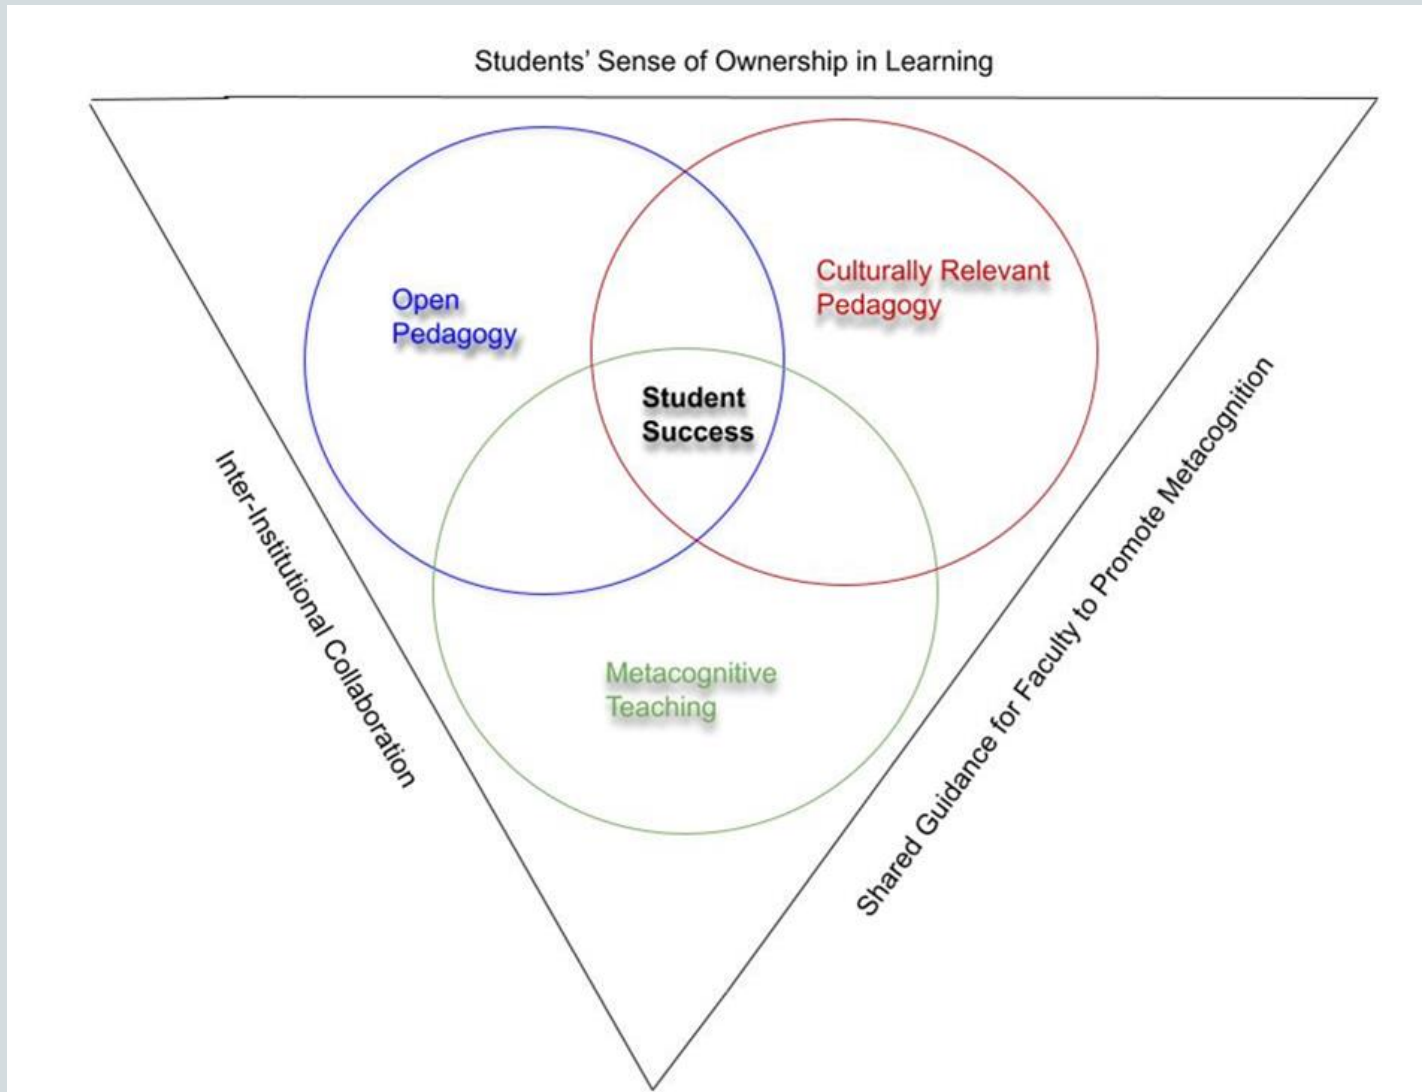 Students' Sense of Ownership in Learning
Open
Pedagogy
Culturally Relevant
Pedagogy
Student
Success
Metacognitive
Teaching
Inter-Institutional Collaboration
Shared Guidance for Faculty to Promote Metacognition